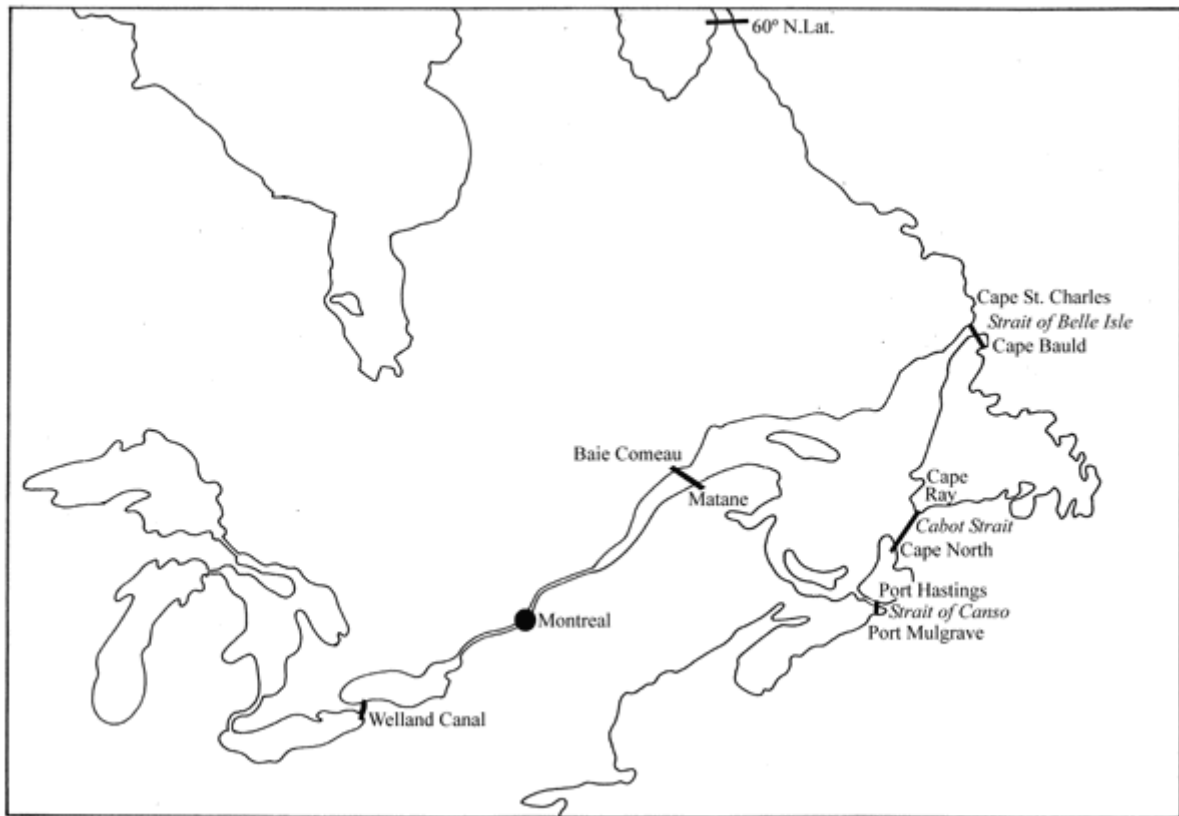 60º N.Lat.
Cape St. Charles
Strait of Belle Isle
Cape Bauld
Baie Comeau
Matane
Cape
Ray
Cabot Strait
Cape North
Port Hastings
Strait of Canso
Port Mulgrave
Montreal
Welland Canal